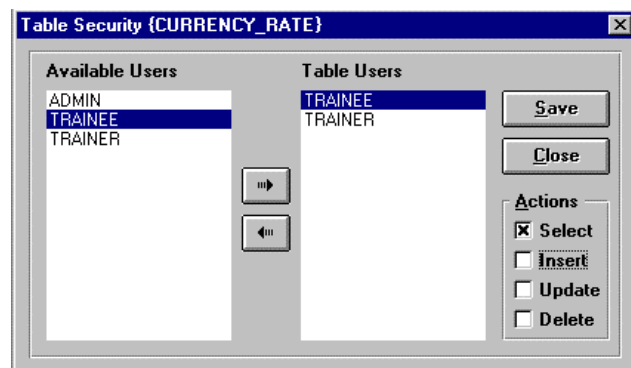 Table Security {CURRENCY_RATE}
Available Users
ADMIN
TRAINEE
TRAINER
Table Users
TRAINEE
TRAINER
Save
Close
Actions
Select
Insert
Update
Delete